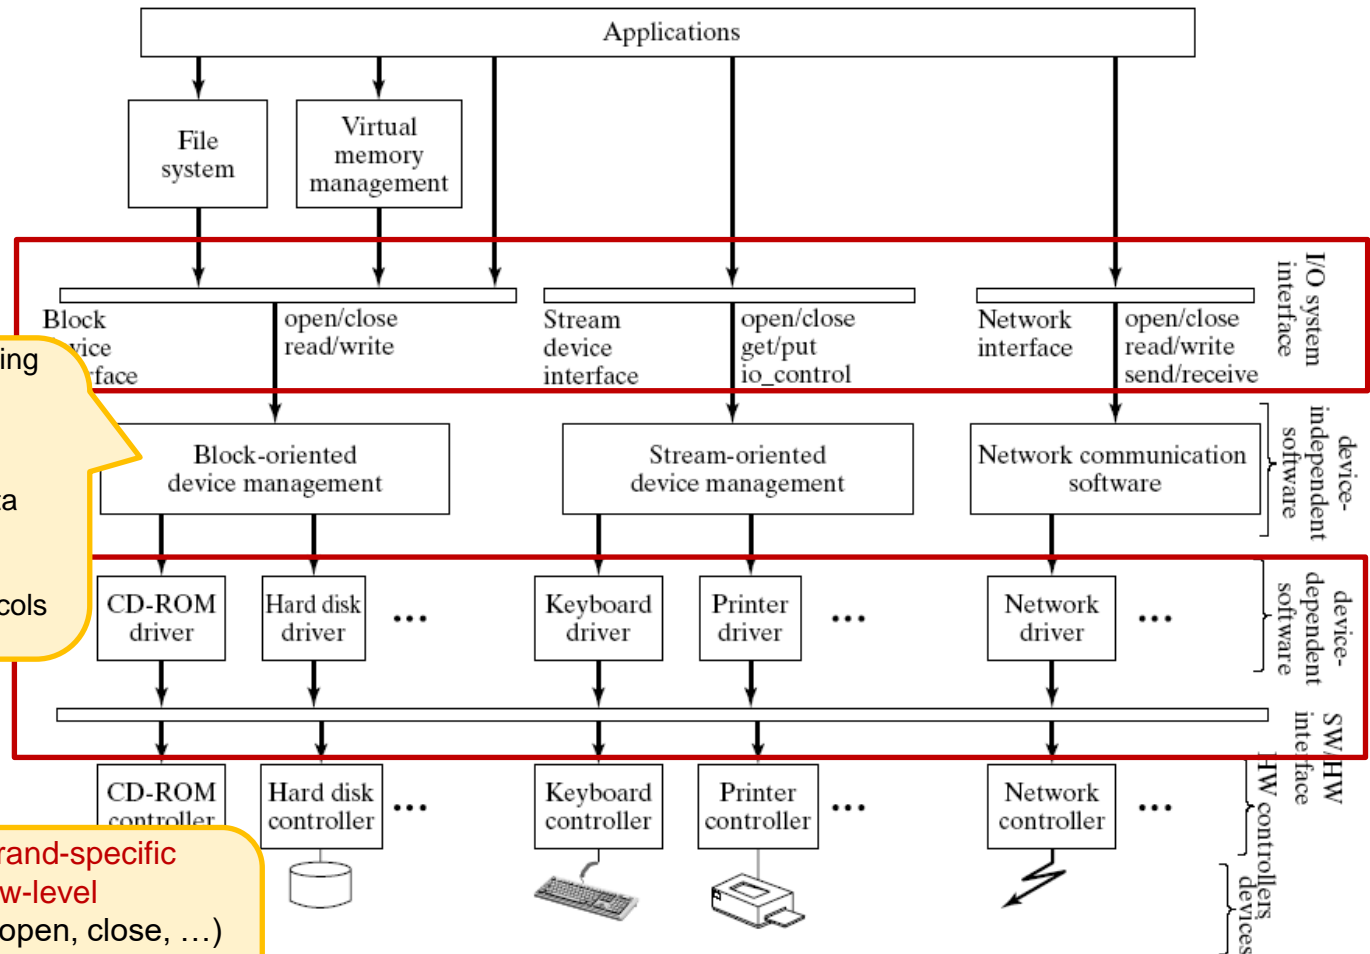 Applications
File
system
Virtual
memory
management
I/O system
interface
Block
vice
rface
open/close
read/write
Stream
device
interface
open/close
get/put
io_control
Network
interface
open/close
read/write
send/receive
ing
ta
cols
Block-oriented
device management
Stream-oriented
device management
Network communication
software
device-
independent
software
CD-ROM
driver
Hard disk
driver
...
Keyboard
driver
Printer
driver
...
Network
driver
...
device-
dependent
software
SW/HW
interface
CD-ROM
controller
Hard disk
controller
...
Keyboard
controller
Printer
controller
...
Network
controller
...
HW controllers
devices
rand-specific
w-level
open, close, …)